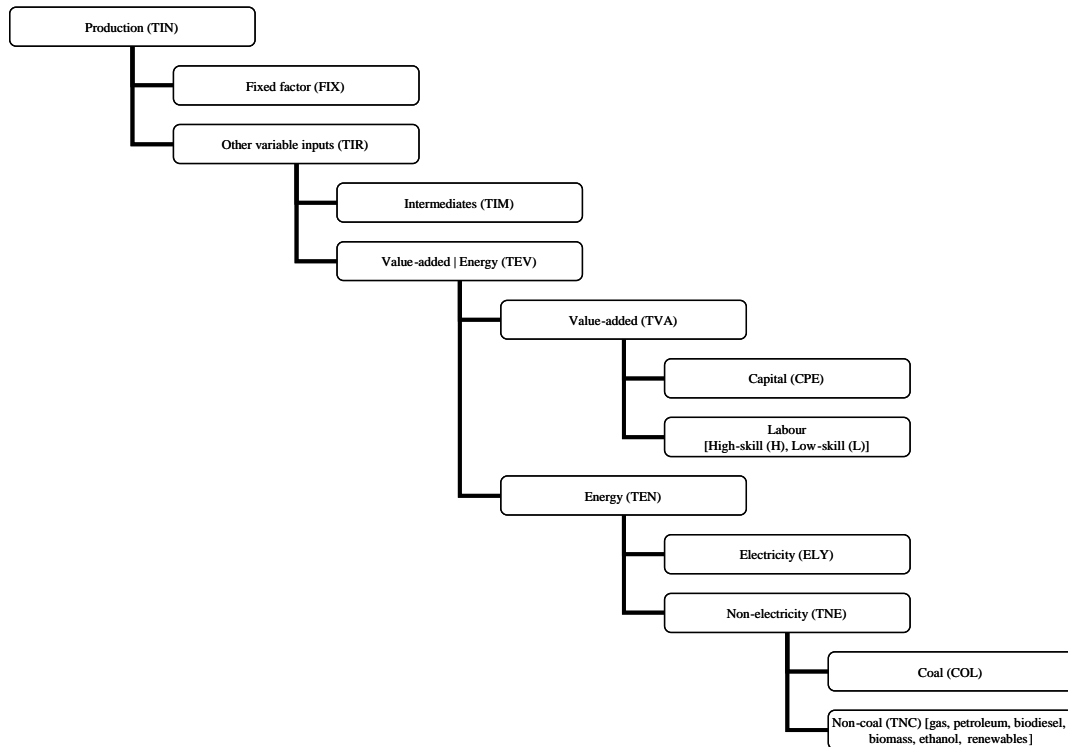 Production (TIN)
Fixed factor (FIX)
Other variable inputs (TIR)
Intermediates (TIM)
Value-added | Energy (TEV)
Value-added (TVA)
Capital (CPE)
Labour
[High-skill (H), Low-skill (L)]
Energy (TEN)
Electricity (ELY)
Non-electricity (TNE)
Coal (COL)
Non-coal (TNC) [gas, petroleum, biodiesel,
biomass, ethanol, renewables]